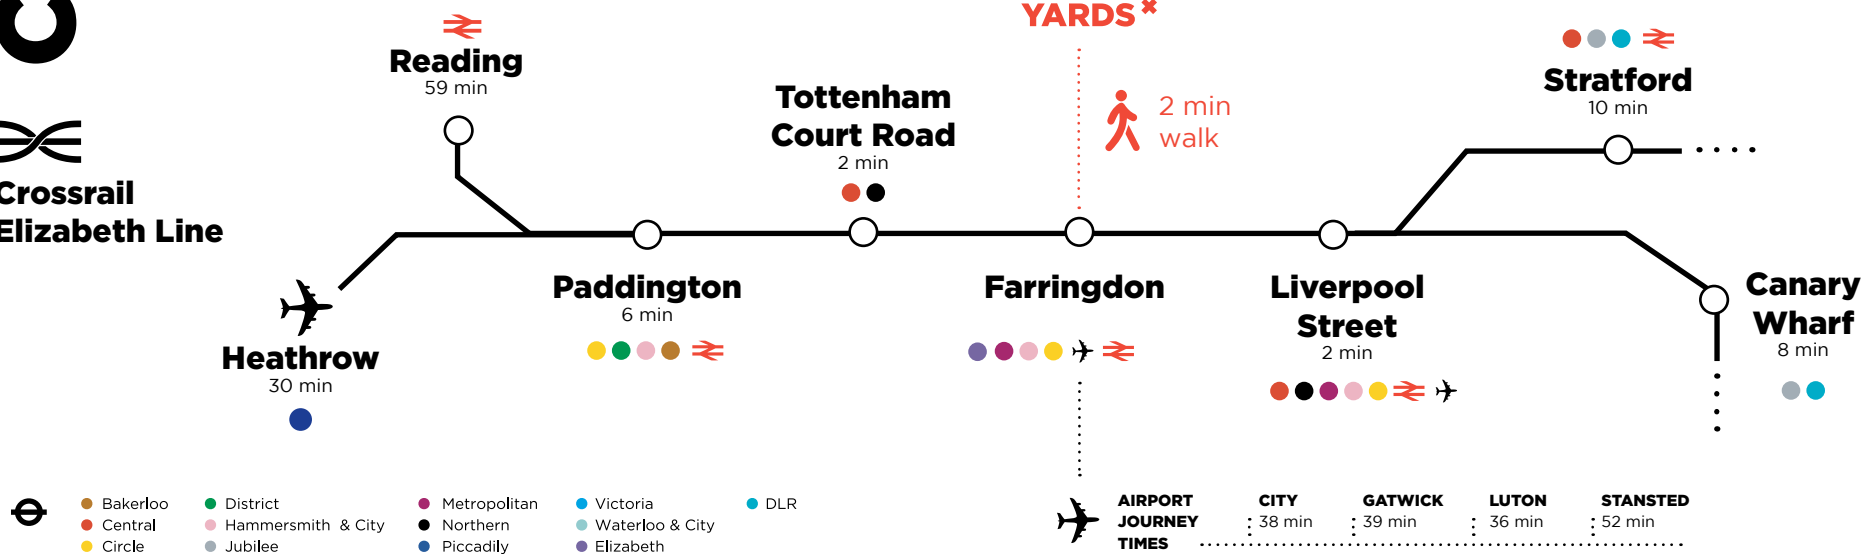 YARDS
Reading
59 min
Tottenham
Court Road
2 min
2 min
walk
Stratford
10 min
Crossrail
Elizabeth Line
Heathrow
30 min
Paddington
6 min
Farringdon
Liverpool
Street
2 min
Canary
Wharf
8 min
Bakerloo
Central
Circle
District
Hammersmith & City
Jubilee
Metropolitan
Northern
Piccadily
Victoria
Waterloo & City
Elizabeth
DLR
AIRPORT
JOURNEY
TIMES
CITY
38 min
GATWICK
39 min
LUTON
36 min
STANSTED
52 min